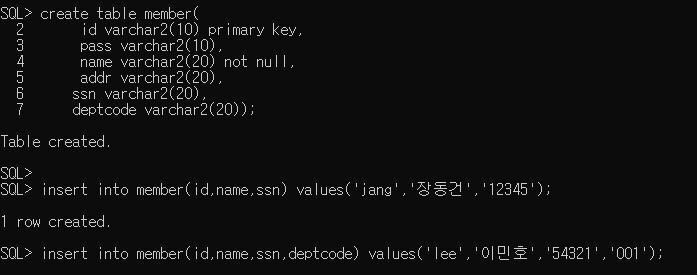 SQL> create table member(
  2      id varchar2(10) primary key,
  3      pass varchar2(10),
  4      name varchar2(20) not null,
  5      addr varchar2(20),
  6     ssn varchar2(20),
  7     deptcode varchar2(20));
Table created.
SQL>
SQL> insert into member(id,name,ssn) values('jang','장동건','12345');
1 row created.
SQL> insert into member(id,name,ssn,deptcode) values('lee','이민호','54321','001');